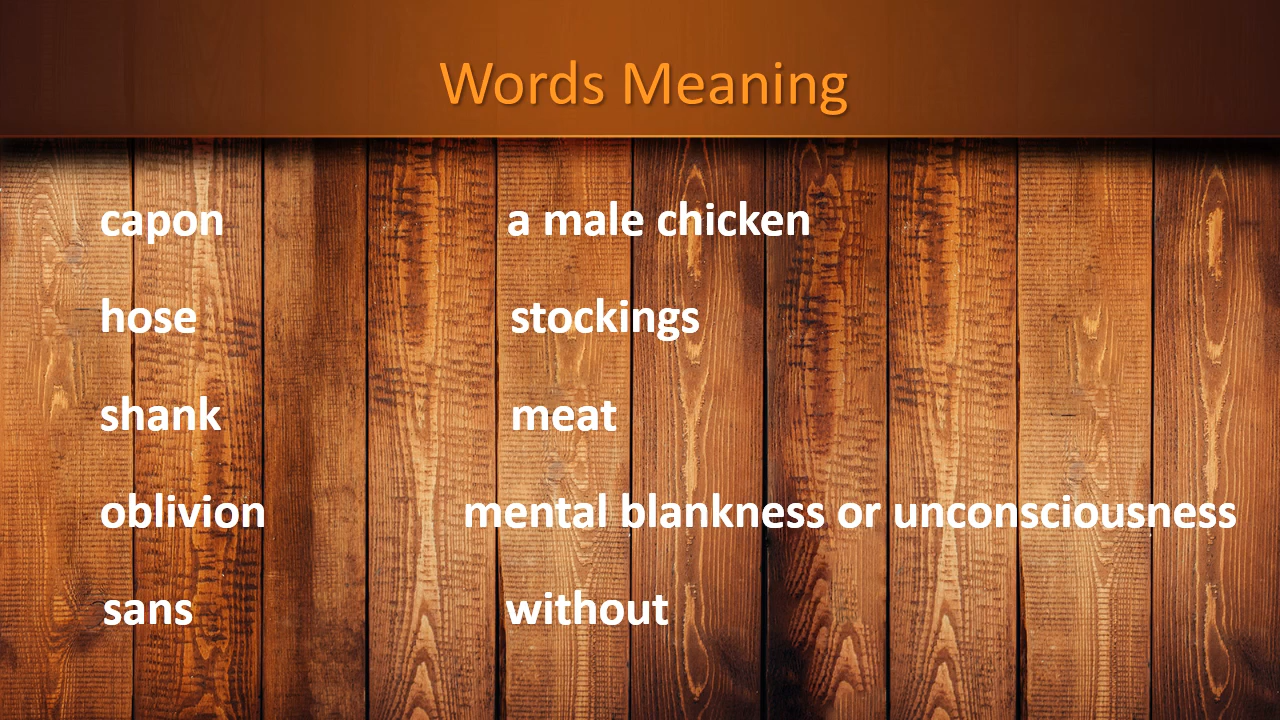 Words Meaning
capon a male chicken
hose stockings
shank meat
oblivion mental blankness or unconsciousness
sans without